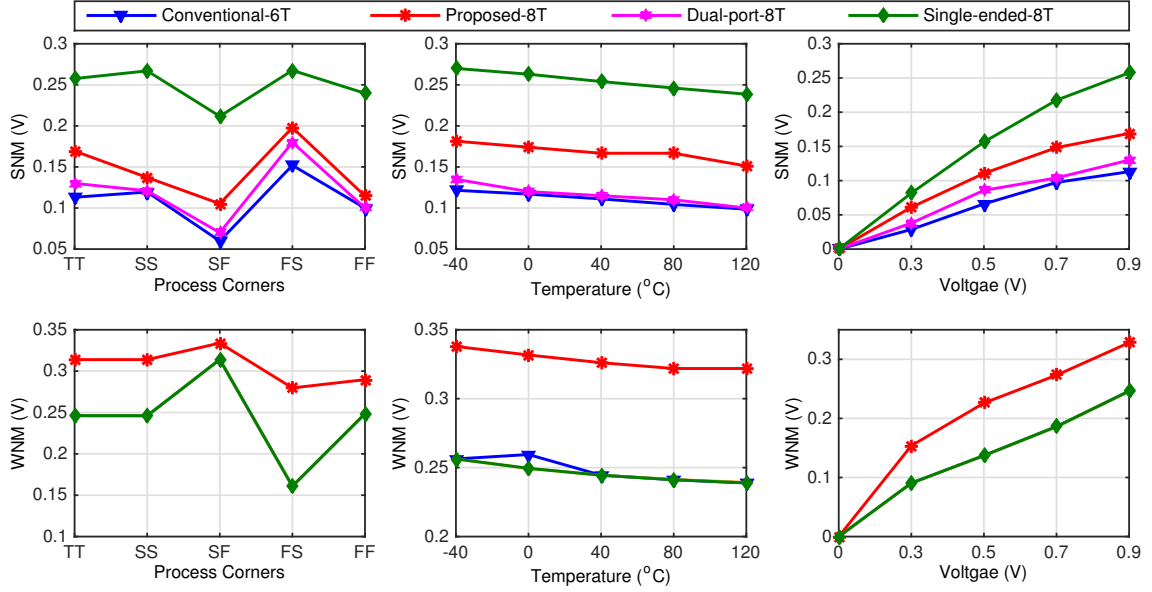 Conventional-6T Proposed-8T Dual-port-8T Single-ended-8T
SNM (V)
0.3
0.25
0.2
0.15
0.1
0.05
TT SS SF FS FF
Process Corners
SNM (V)
0.3
0.25
0.2
0.15
0.1
0.05
-40 0 40 80 120
Temperature (°C)
SNM (V)
0.3
0.25
0.2
0.15
0.1
0.05
0
0 0.3 0.5 0.7 0.9
Voltgae (V)
WNM (V)
0.35
0.3
0.25
0.2
0.15
0.1
TT SS SF FS FF
Process Corners
WNM (V)
0.35
0.3
0.25
0.2
-40 0 40 80 120
Temperature (°C)
WNM (V)
0.3
0.2
0.1
0
0 0.3 0.5 0.7 0.9
Voltgae (V)